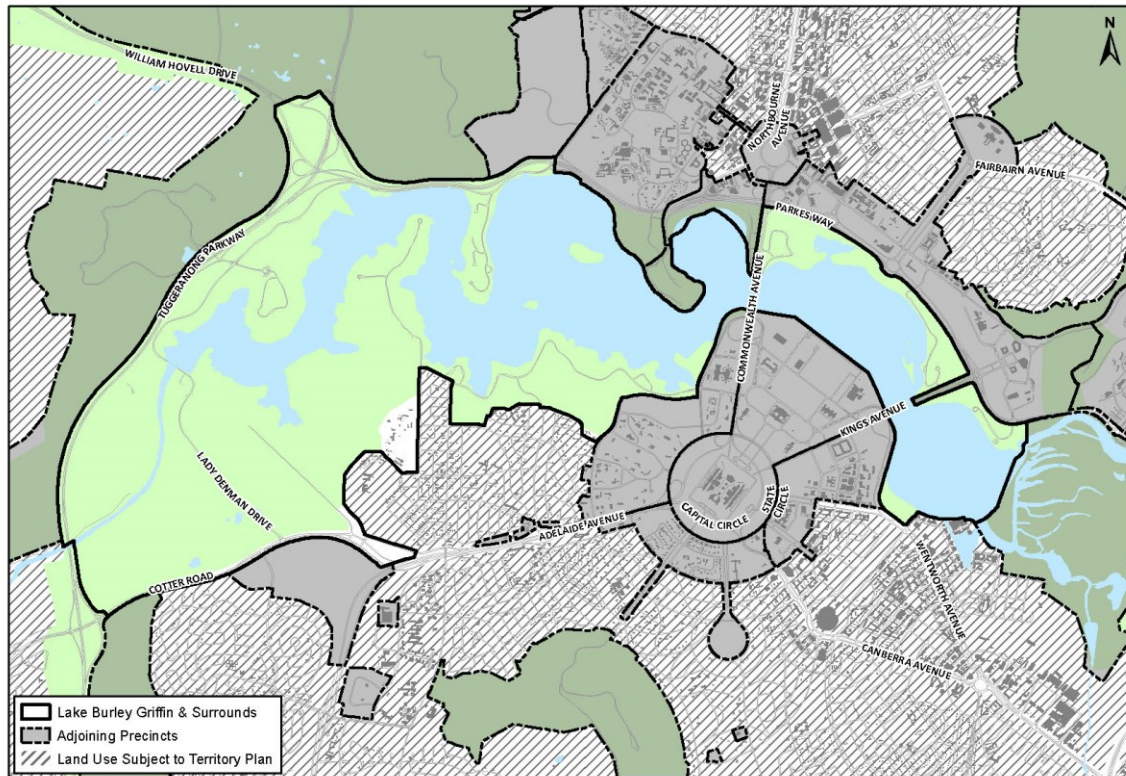 N
WILLIAM HOVELL DRIVE
NORTHBOURNE
AVENUE
FAIRBAIRN AVENUE
PARKES WAY
TUGGERANONG PARKWAY
COMMONWEALTH AVENUE
KINGS AVENUE
LADY DENMAN DRIVE
STATE
CIRCLE
CAPITAL CIRCLE
ADELAIDE AVENUE
WENTWORTH AVENUE
COTTER ROAD
CANBERRA AVENUE
Lake Burley Griffin & Surrounds
Adjoining Precincts
Land Use Subject to Territory Plan